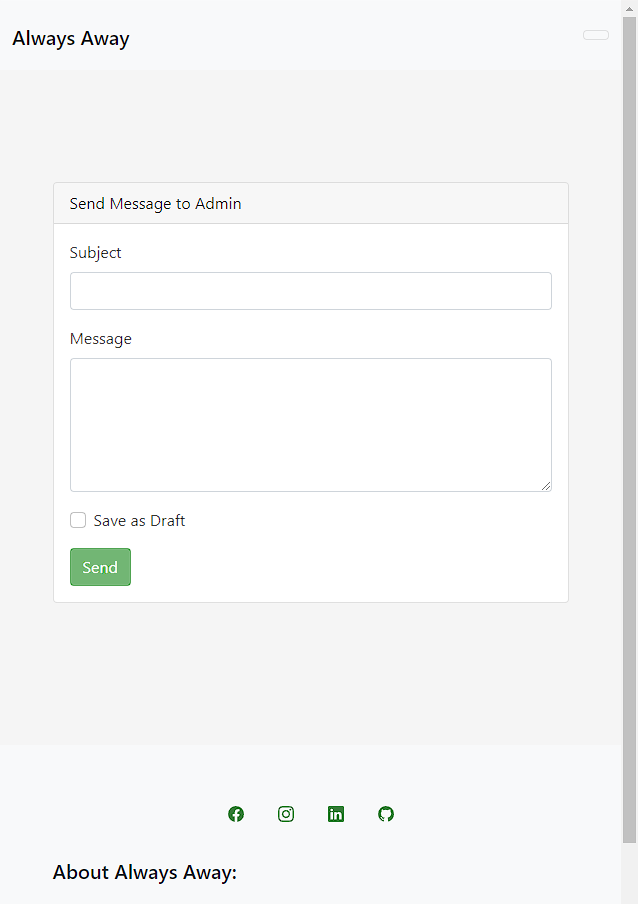 Always Away
Send Message to Admin
Subject
Message
Save as Draft
Send
About Always Away: